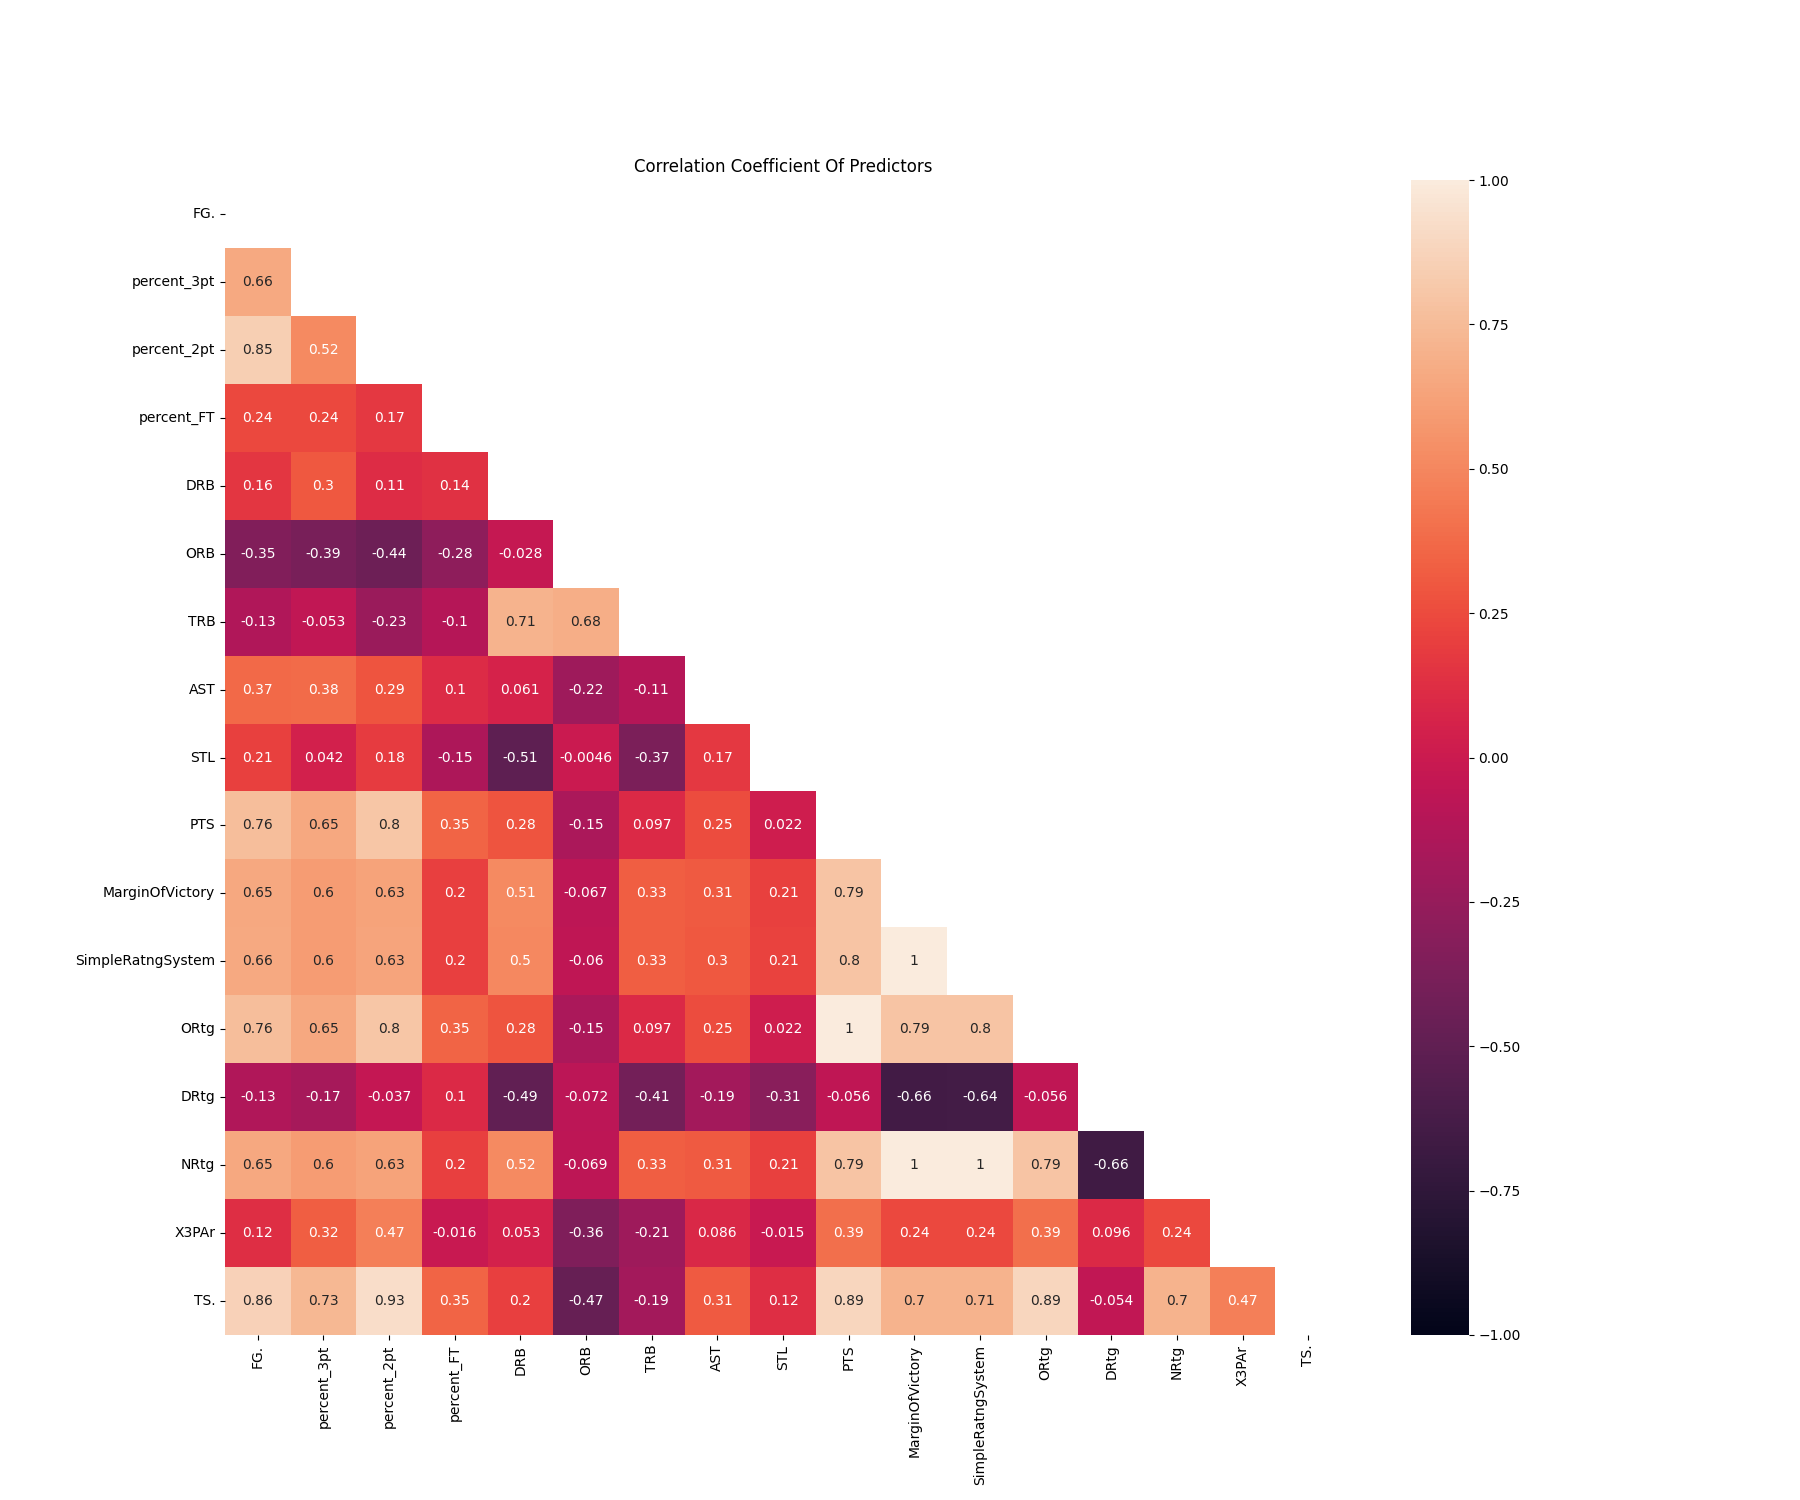 Correlation Coefficient Of Predictors
1.00
FG.
percent_3pt 0.66
percent_2pt 0.85 0.52
0.75
percent_FT 0.24 0.24 0.17
DRB 0.16 0.3 0.11 0.14
0.50
ORB -0.35 -0.39 -0.44 -0.28 -0.028
TRB -0.13 -0.053 -0.23 -0.1 0.71 0.68
0.25
AST 0.37 0.38 0.29 0.1 0.061 -0.22 -0.11
STL 0.21 0.042 0.18 -0.15 -0.51 -0.0046 -0.37 0.17
0.00
PTS 0.76 0.65 0.8 0.35 0.28 -0.15 0.097 0.25 0.022
MarginOfVictory 0.65 0.6 0.63 0.2 0.51 -0.067 0.33 0.31 0.21 0.79
−0.25
SimpleRatngSystem 0.66 0.6 0.63 0.2 0.5 -0.06 0.33 0.3 0.21 0.8 1
ORtg 0.76 0.65 0.8 0.35 0.28 -0.15 0.097 0.25 0.022 1 0.79 0.8
−0.50
DRtg -0.13 -0.17 -0.037 0.1 -0.49 -0.072 -0.41 -0.19 -0.31 -0.056 -0.66 -0.64 -0.056
NRtg 0.65 0.6 0.63 0.2 0.52 -0.069 0.33 0.31 0.21 0.79 1 1 0.79 -0.66
−0.75
X3PAr 0.12 0.32 0.47 -0.016 0.053 -0.36 -0.21 0.086 -0.015 0.39 0.24 0.24 0.39 0.096 0.24
TS. 0.86 0.73 0.93 0.35 0.2 -0.47 -0.19 0.31 0.12 0.89 0.7 0.71 0.89 -0.054 0.7 0.47
−1.00
FG.
percent_3pt
percent_2pt
percent_FT
DRB
ORB
TRB
AST
STL
PTS
MarginOfVictory
SimpleRatngSystem
ORtg
DRtg
NRtg
X3PAr
TS.